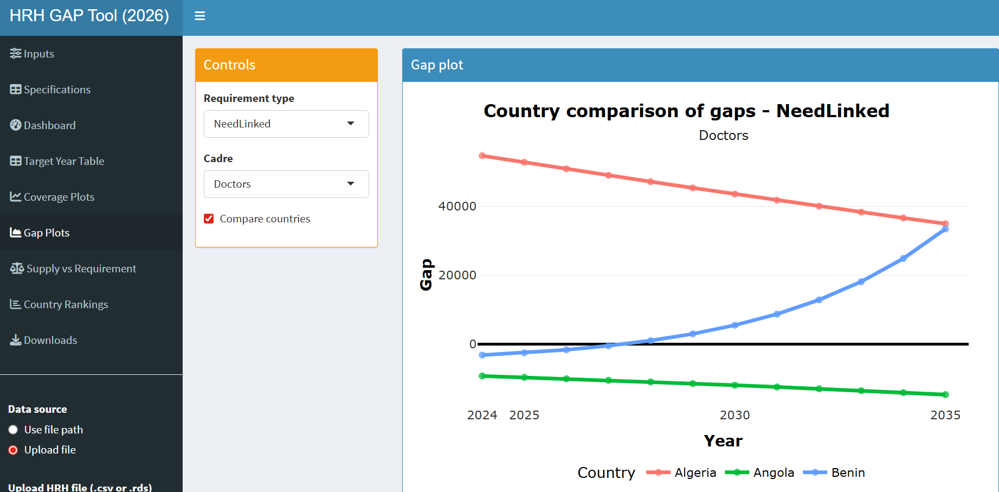 HRH GAP Tool (2026)
Inputs
Specifications
Dashboard
Target Year Table
Coverage Plots
Gap Plots
Supply vs Requirement
Country Rankings
Downloads
Data source
Use file path
Upload file
Upload HRH file (.csv or .rds)
Controls
Requirement type
NeedLinked
Cadre
Doctors
Compare countries
Gap plot
Country comparison of gaps - NeedLinked
Doctors
Gap
40000
20000
0
2024 2025 2030 2035
Year
Country Algeria Angola Benin